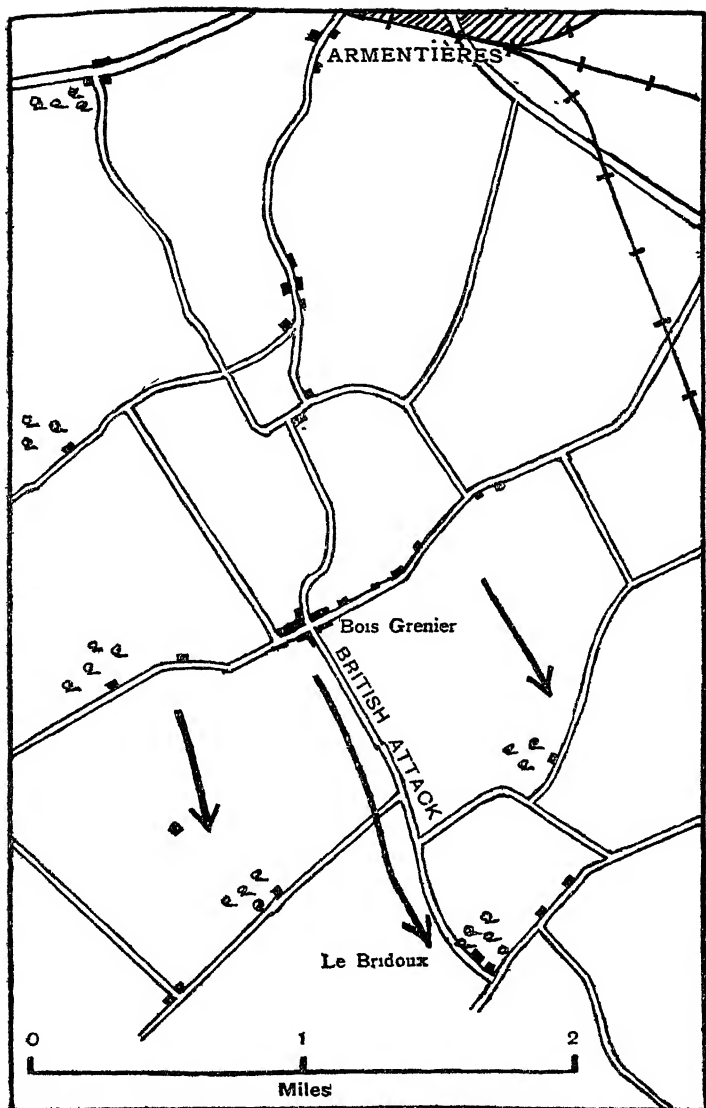 ARMENTIÈRES
Bois Grenier
BRITISH ATTACK
Le Bridoux
0 1 2
Miles